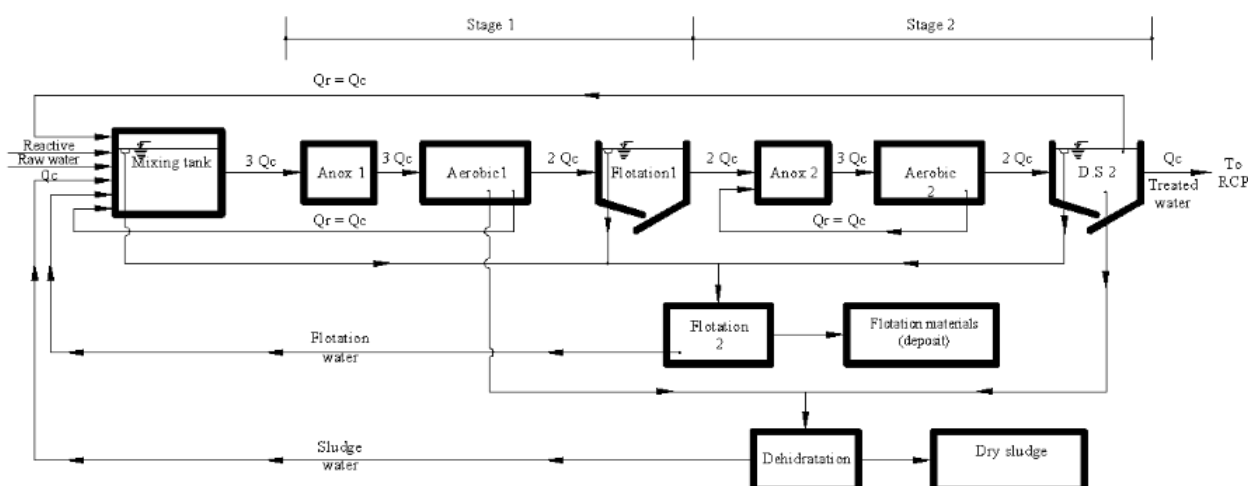 Stage 1
Stage 2
Qr = Qc
Reactive
Raw water
Qc
Mixing tank
3 Qc
Anox 1
3 Qc
Aerobic1
2 Qc
Flotation1
2 Qc
Anox 2
3 Qc
Aerobic
2
2 Qc
D.S 2
Qc
Treated
water
To
RCP
Qr = Qc
Qr = Qc
Flotation
2
Flotation materials
(deposit)
Flotation
water
Sludge
water
Dehidratation
Dry sludge